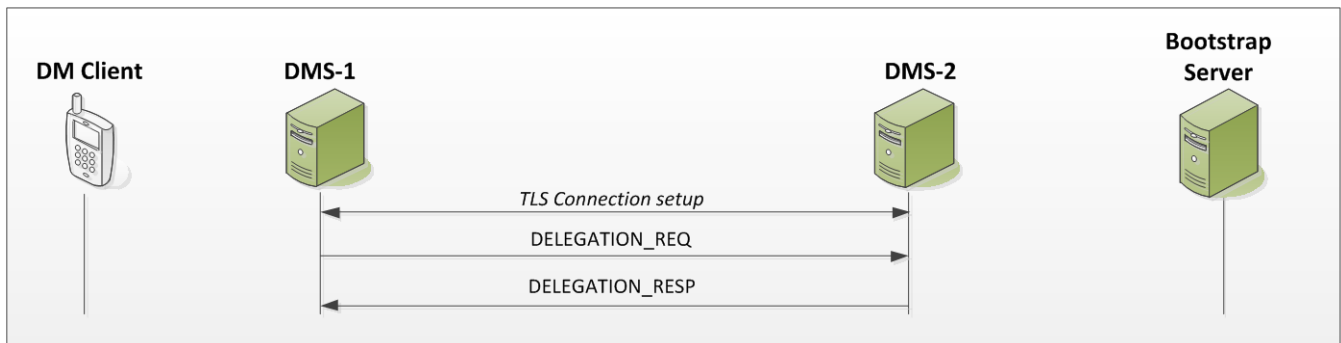 DM Client
DMS-1
DMS-2
Bootstrap
Server
TLS Connection setup
DELEGATION_REQ
DELEGATION_RESP